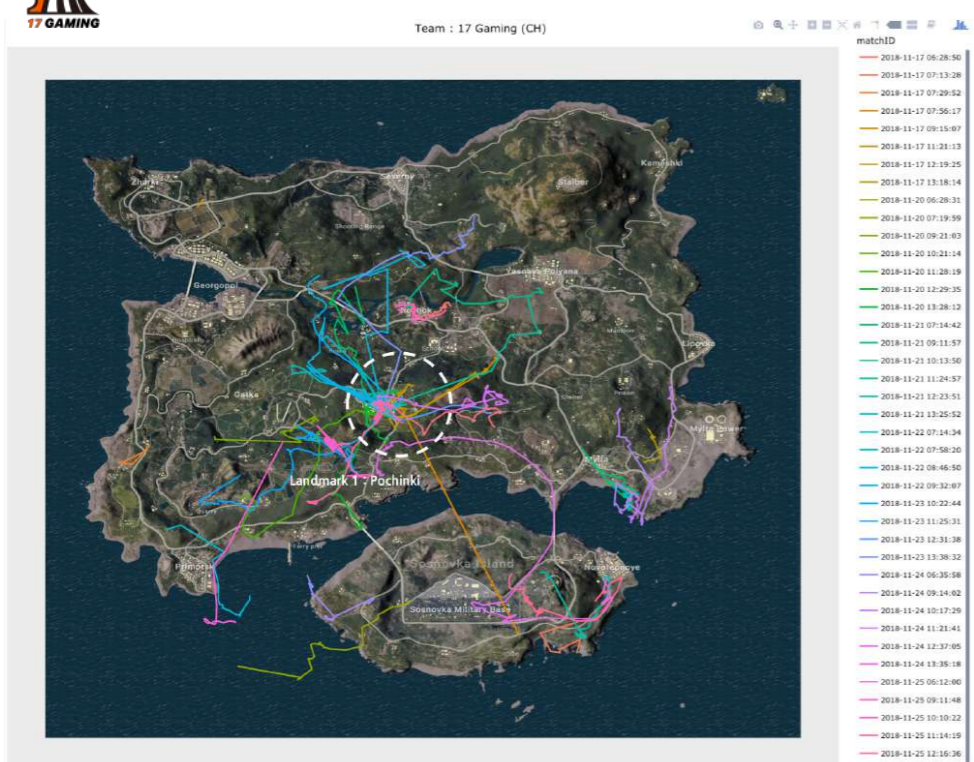 17 GAMING
Team : 17 Gaming (CH)
matchID
2018-11-17 06:28:50
2018-11-17 07:13:28
2018-11-17 07:29:52
2018-11-17 07:56:17
2018-11-17 09:15:07
2018-11-17 11:21:13
2018-11-17 12:19:25
2018-11-17 13:18:14
2018-11-20 06:28:31
2018-11-20 07:19:59
2018-11-20 09:21:03
2018-11-20 10:21:14
2018-11-20 11:28:19
2018-11-20 12:29:35
2018-11-20 13:28:12
2018-11-21 07:14:42
2018-11-21 09:11:57
2018-11-21 10:13:50
2018-11-21 11:24:57
2018-11-21 12:23:51
2018-11-21 13:25:52
2018-11-22 07:14:34
2018-11-22 07:58:20
2018-11-22 08:46:50
2018-11-22 09:32:07
2018-11-23 10:22:44
2018-11-23 11:25:31
2018-11-23 12:31:38
2018-11-23 13:38:32
2018-11-24 06:35:58
2018-11-24 09:14:02
2018-11-24 10:17:29
2018-11-24 11:21:41
2018-11-24 12:37:05
2018-11-24 13:35:18
2018-11-25 06:12:00
2018-11-25 09:11:48
2018-11-25 10:10:22
2018-11-25 11:14:19
2018-11-25 12:16:36
Kameshki
Zharki
Severny
Stalber
Shooting Range
Yasnaya Polyana
Georgopol
Rozhok
Mansion
Lipovka
Gatka
Shelter
Prison
Mylta Power
Mylta
Landmark 1 - Pochinki
Quarry
Ferry pier
Primorsk
Sosnovka Island
Novorepnoye
Sosnovka Military Base